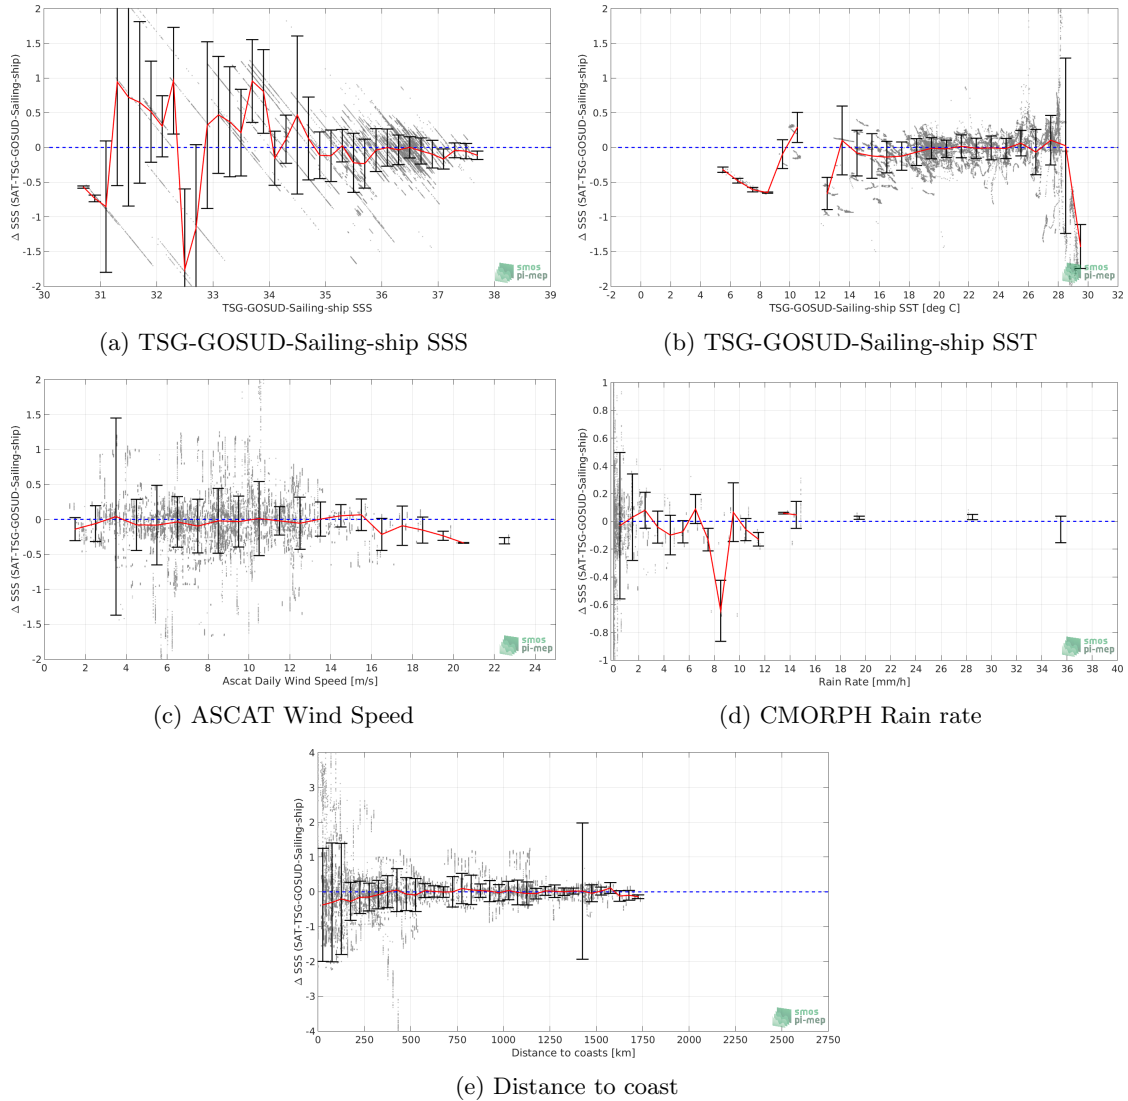 2
1.5
1
0.5
0
-0.5
-1
-1.5
-2
Δ SSS (SAT-TSG-GOSUD-Sailing-ship)
30 31 32 33 34 35 36 37 38 39
TSG-GOSUD-Sailing-ship SSS
smos
pi-mep
(a) TSG-GOSUD-Sailing-ship SSS
2
1.5
1
0.5
0
-0.5
-1
-1.5
-2
Δ SSS (SAT-TSG-GOSUD-Sailing-ship)
-2 0 2 4 6 8 10 12 14 16 18 20 22 24 26 28 30 32
TSG-GOSUD-Sailing-ship SST [deg C]
smos
pi-mep
(b) TSG-GOSUD-Sailing-ship SST
2
1.5
1
0.5
0
-0.5
-1
-1.5
-2
Δ SSS (SAT-TSG-GOSUD-Sailing-ship)
0 2 4 6 8 10 12 14 16 18 20 22 24
Ascat Daily Wind Speed [m/s]
smos
pi-mep
(c) ASCAT Wind Speed
1
0.8
0.6
0.4
0.2
0
-0.2
-0.4
-0.6
-0.8
-1
Δ SSS (SAT-TSG-GOSUD-Sailing-ship)
0 2 4 6 8 10 12 14 16 18 20 22 24 26 28 30 32 34 36 38 40
Rain Rate [mm/h]
smos
pi-mep
(d) CMORPH Rain rate
4
3
2
1
0
-1
-2
-3
-4
Δ SSS (SAT-TSG-GOSUD-Sailing-ship)
0 250 500 750 1000 1250 1500 1750 2000 2250 2500 2750
Distance to coasts [km]
smos
pi-mep
(e) Distance to coast